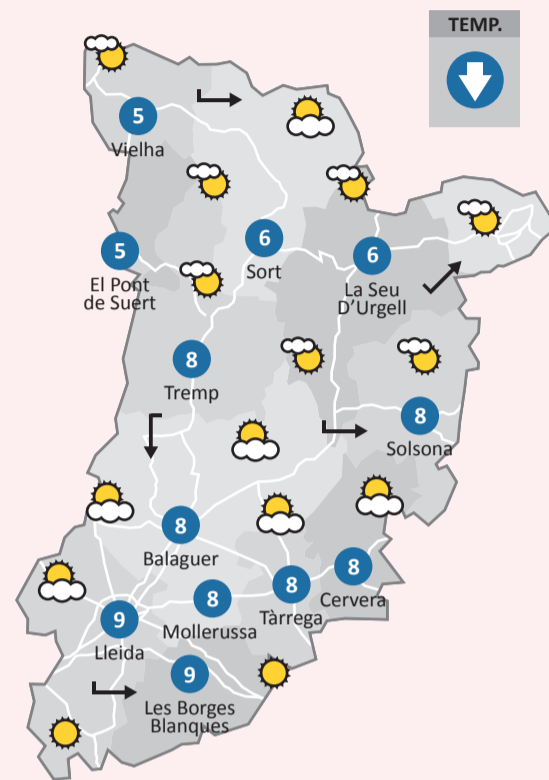 TEMP.
5
Vielha
5
El Pont
de Suert
6
Sort
6
La Seu
D'Urgell
8
Tremp
8
Solsona
8
Balaguer
8
Mollerussa
8
Tàrrega
8
Cervera
9
Lleida
9
Les Borges
Blanques